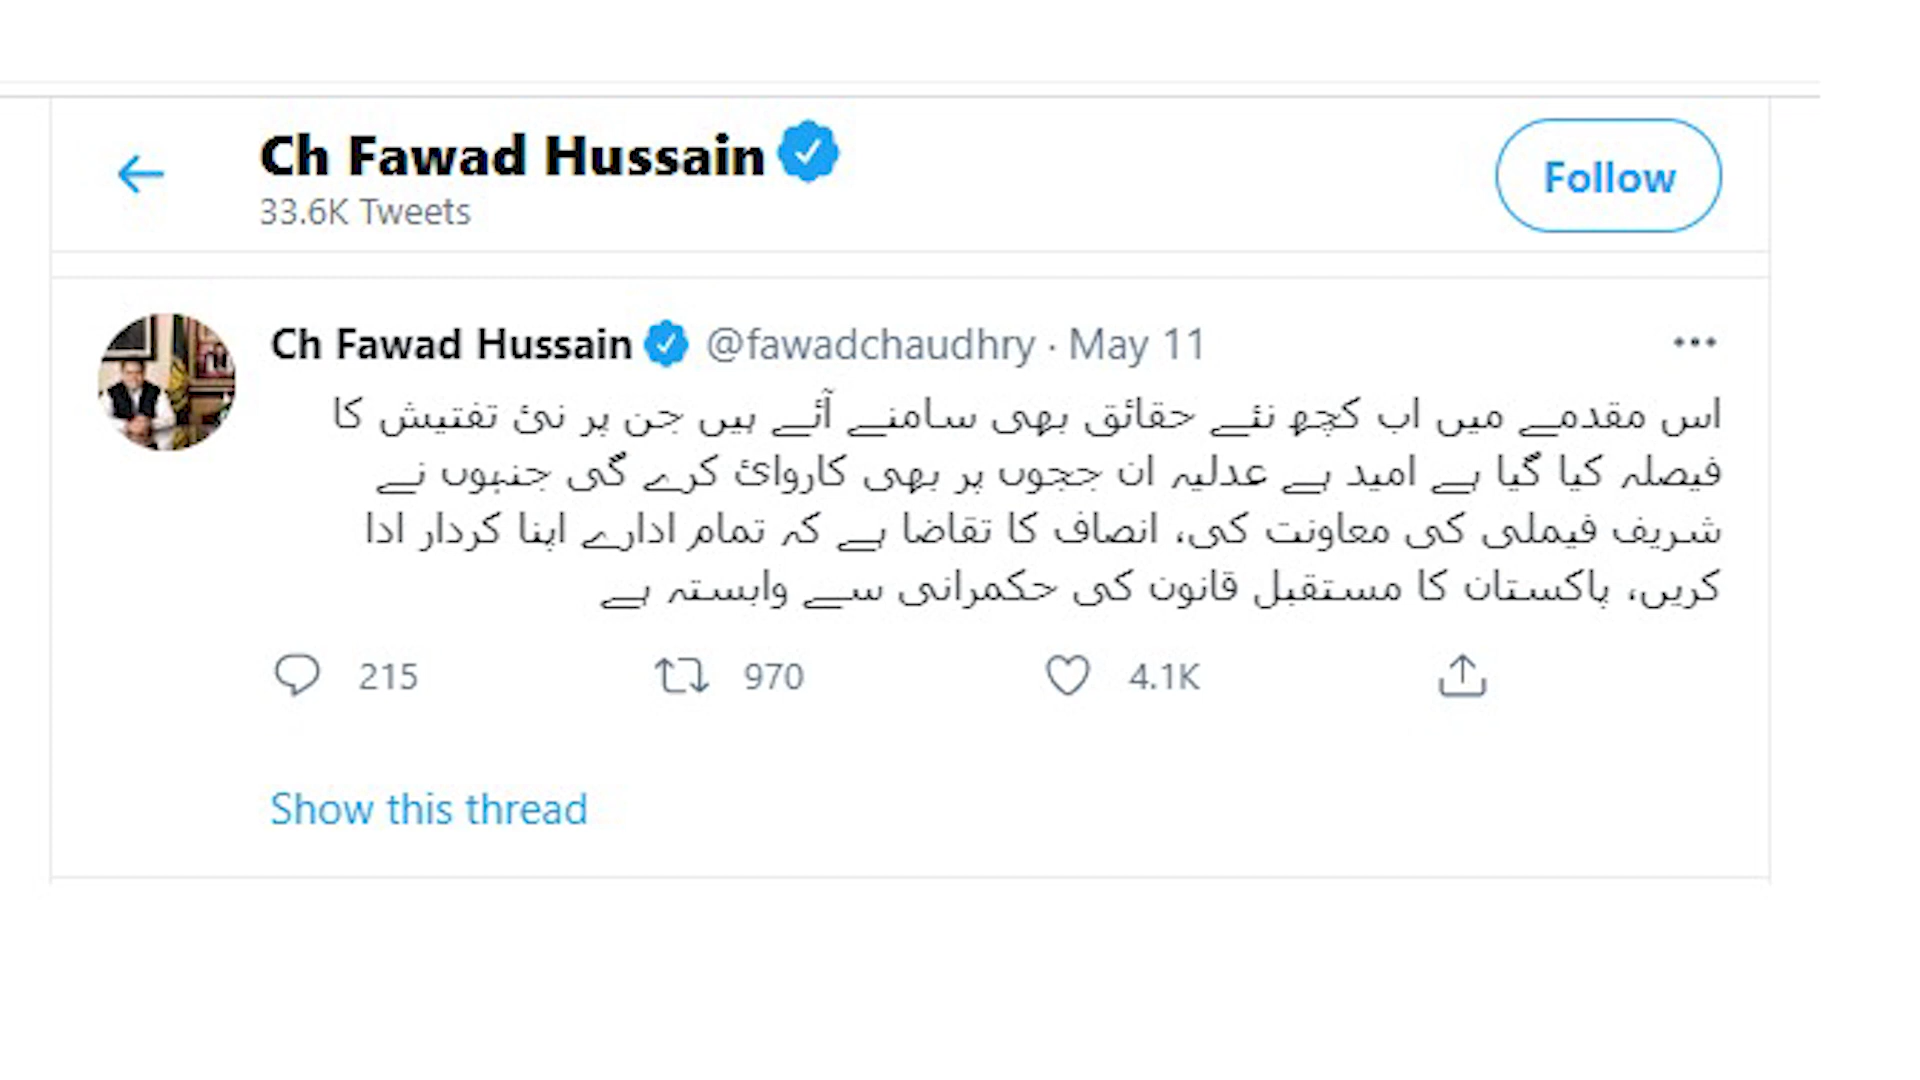 Ch Fawad Hussain
33.6K Tweets
Follow
Ch Fawad Hussain @fawadchaudhry · May 11
اس مقدمے میں اب کچھ نئے حقائق بھی سامنے آئے ہیں جن پر نئ تفتیش کا
فیصلہ کیا گیا ہے امید ہے عدلیہ ان ججوں پر بھی کاروائ کرے گی جنہوں نے
شریف فیملی کی معاونت کی، انصاف کا تقاضا ہے کہ تمام ادارے اپنا کردار ادا
کریں، پاکستان کا مستقبل قانون کی حکمرانی سے وابستہ ہے
215 970 4.1K
Show this thread